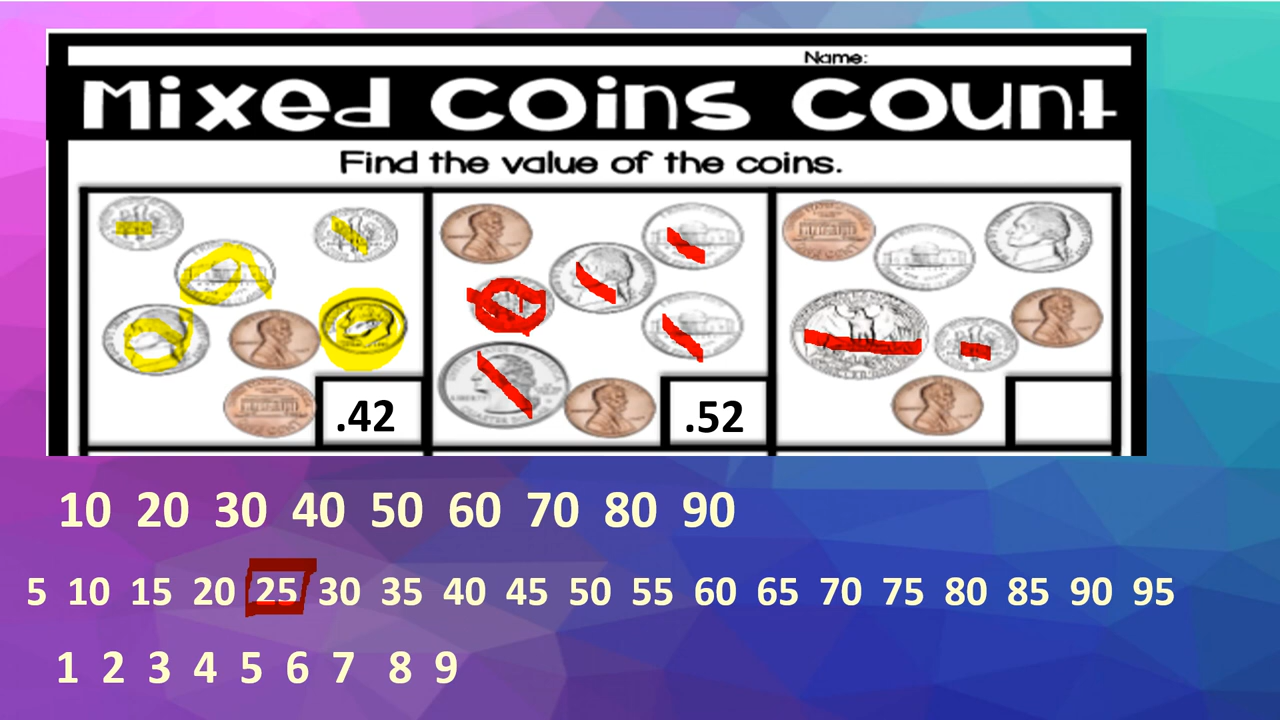 Name:
Mixed Coins Count
Find the value of the coins.
.42
.52
10 20 30 40 50 60 70 80 90
5 10 15 20 25 30 35 40 45 50 55 60 65 70 75 80 85 90 95
1 2 3 4 5 6 7 8 9